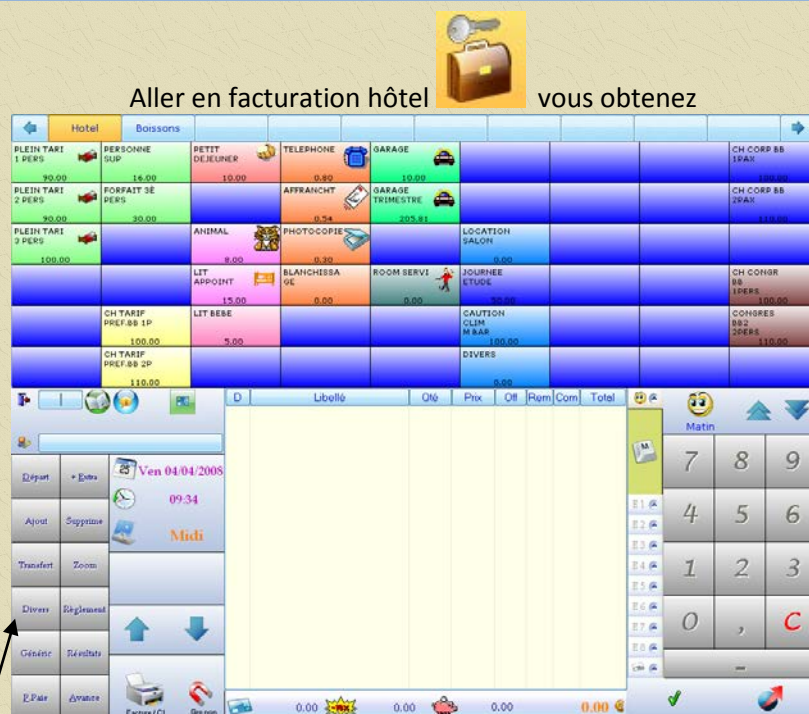 Aller en facturation hôtel vous obtenez
Hotel Boissons
PLEIN TARI 1 PERS 90.00
PERSONNE SUP 16.00
PETIT DEJEUNER 10.00
TELEPHONE 0.80
GARAGE 10.00
CH CORP BB 1PAX 100.00
PLEIN TARI 2 PERS 90.00
FORFAIT 3È PERS 30.00
AFFRANCHT 0.54
GARAGE TRIMESTRE 205.81
CH CORP BB 2PAX 110.00
PLEIN TARI 3 PERS 100.00
ANIMAL 8.00
PHOTOCOPIE 0.30
LOCATION SALON 0.00
LIT APPOINT 15.00
BLANCHISSA GE 0.00
ROOM SERVI 0.00
JOURNEE ETUDE 50.00
CH CONGR BB 1PERS 100.00
CH TARIF PREF.BB 1P 100.00
LIT BEBE 5.00
CAUTION CLIM M BAR 100.00
CONGRES BB2 2PERS 110.00
CH TARIF PREF.BB 2P 110.00
DIVERS 0.00
D Libellé Qté Prix Off Rem Com Total
Matin
M
Départ + Extra
Ven 04/04/2008
09:34
Midi
Ajout Supprime
Transfert Zoom
Divers Règlement
Généric Résultats
P.Paie Avance
Facture/Cl
E1
E2
E3
E4
E5
E6
E7
E8
7 8 9
4 5 6
1 2 3
0 , C
-
0.00 0.00 0.00 0.00 €